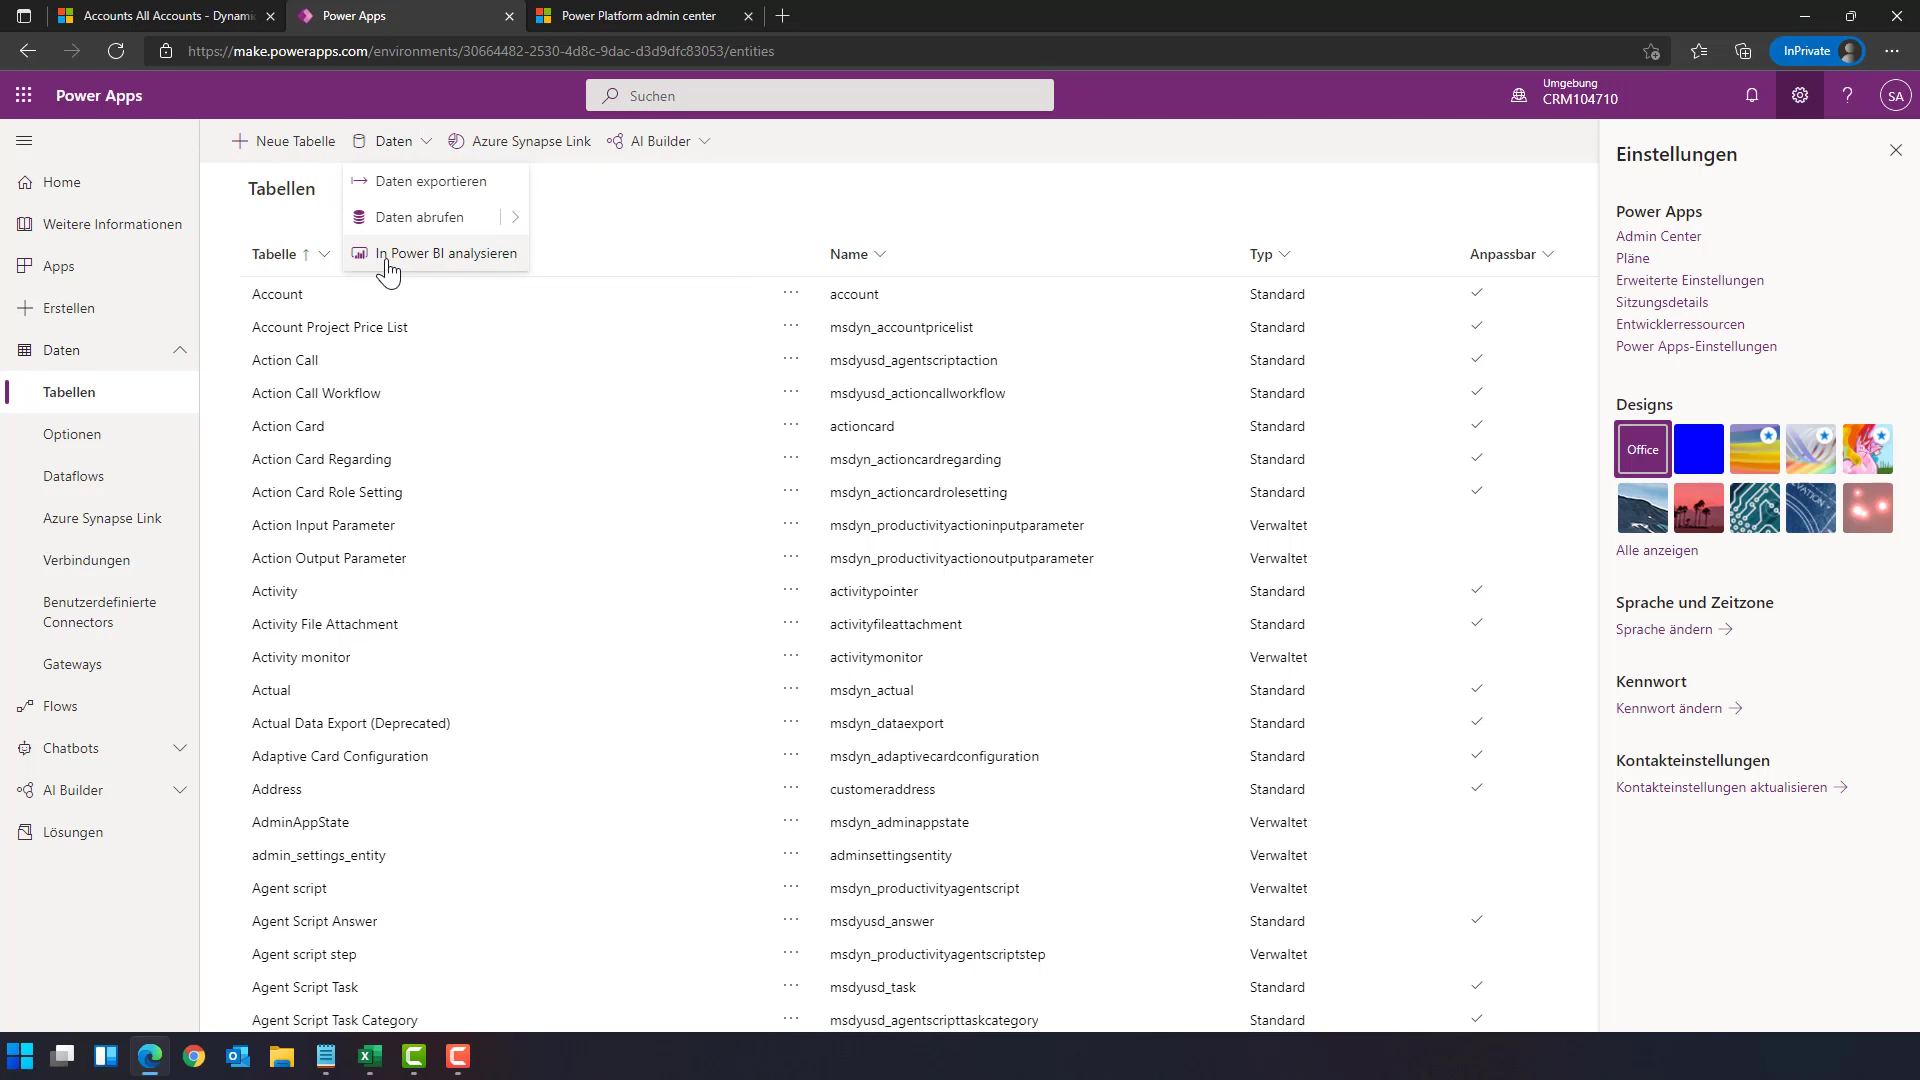 Accounts All Accounts - Dynami
Power Apps
Power Platform admin center
https://make.powerapps.com/environments/30664482-2530-4d8c-9dac-d3d9dfc83053/entities
InPrivate
Power Apps
Suchen
Umgebung
CRM104710
SA
Neue Tabelle
Daten
Azure Synapse Link
AI Builder
Daten exportieren
Daten abrufen
In Power BI analysieren
Home
Weitere Informationen
Apps
Erstellen
Daten
Tabellen
Optionen
Dataflows
Azure Synapse Link
Verbindungen
Benutzerdefinierte
Connectors
Gateways
Flows
Chatbots
AI Builder
Lösungen
Tabellen
Tabelle ↑ Name Typ Anpassbar
Account ··· account Standard
Account Project Price List ··· msdyn_accountpricelist Standard
Action Call ··· msdyusd_agentscriptaction Standard
Action Call Workflow ··· msdyusd_actioncallworkflow Standard
Action Card ··· actioncard Standard
Action Card Regarding ··· msdyn_actioncardregarding Standard
Action Card Role Setting ··· msdyn_actioncardrolesetting Standard
Action Input Parameter ··· msdyn_productivityactioninputparameter Verwaltet
Action Output Parameter ··· msdyn_productivityactionoutputparameter Verwaltet
Activity ··· activitypointer Standard
Activity File Attachment ··· activityfileattachment Standard
Activity monitor ··· activitymonitor Verwaltet
Actual ··· msdyn_actual Standard
Actual Data Export (Deprecated) ··· msdyn_dataexport Standard
Adaptive Card Configuration ··· msdyn_adaptivecardconfiguration Standard
Address ··· customeraddress Standard
AdminAppState ··· msdyn_adminappstate Verwaltet
admin_settings_entity ··· adminsettingsentity Verwaltet
Agent script ··· msdyn_productivityagentscript Verwaltet
Agent Script Answer ··· msdyusd_answer Standard
Agent script step ··· msdyn_productivityagentscriptstep Verwaltet
Agent Script Task ··· msdyusd_task Standard
Agent Script Task Category ··· msdyusd_agentscripttaskcategory Standard
Einstellungen
Power Apps
Admin Center
Pläne
Erweiterte Einstellungen
Sitzungsdetails
Entwicklerressourcen
Power Apps-Einstellungen
Designs
Office
Alle anzeigen
Sprache und Zeitzone
Sprache ändern
Kennwort
Kennwort ändern
Kontakteinstellungen
Kontakteinstellungen aktualisieren